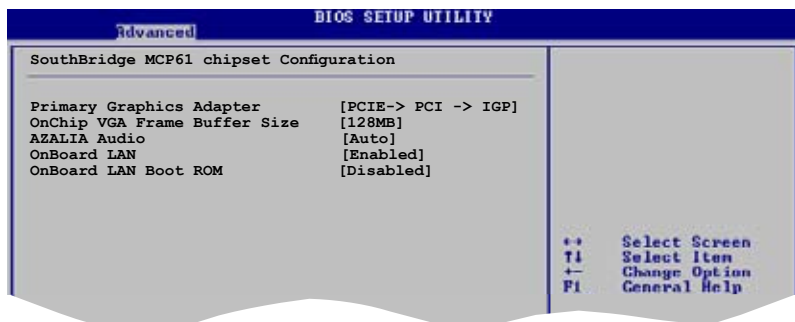 BIOS SETUP UTILITY
Advanced
SouthBridge MCP61 chipset Configuration
Primary Graphics Adapter [PCIE-> PCI -> IGP]
OnChip VGA Frame Buffer Size [128MB]
AZALIA Audio [Auto]
OnBoard LAN [Enabled]
OnBoard LAN Boot ROM [Disabled]
←→ Select Screen
↑↓ Select Item
+- Change Option
F1 General Help